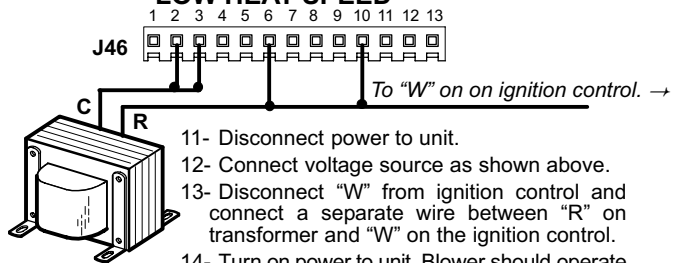 LOW HEAT SPEED
1 2 3 4 5 6 7 8 9 10 11 12 13
J46
To “W” on on ignition control. →
C
R
11- Disconnect power to unit.
12- Connect voltage source as shown above.
13- Disconnect “W” from ignition control and
connect a separate wire between “R” on
transformer and “W” on the ignition control.
14- Turn on power to unit. Blower should operate